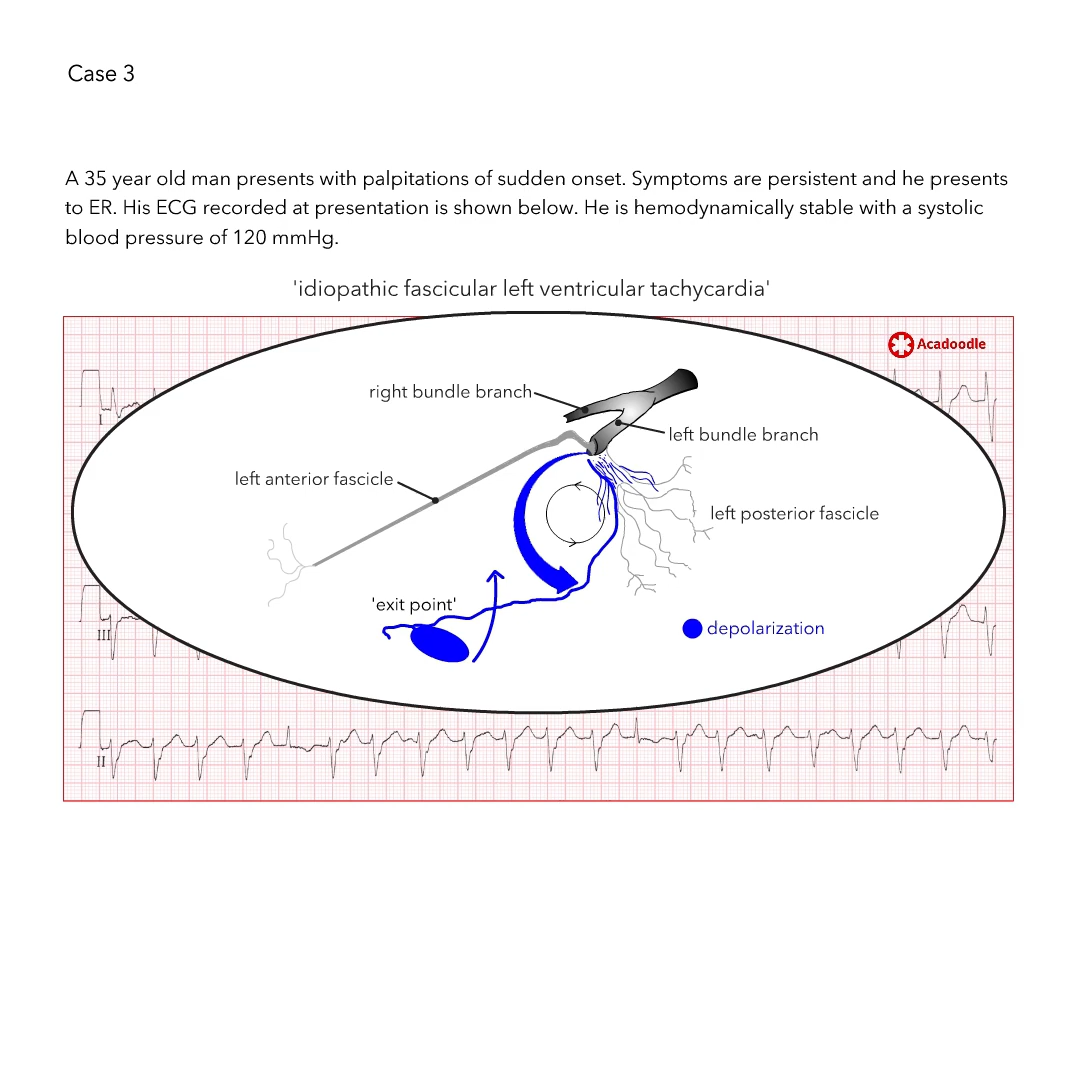 Case 3
A 35 year old man presents with palpitations of sudden onset. Symptoms are persistent and he presents
to ER. His ECG recorded at presentation is shown below. He is hemodynamically stable with a systolic
blood pressure of 120 mmHg.
'idiopathic fascicular left ventricular tachycardia'
Acadoodle
right bundle branch
I
left bundle branch
left anterior fascicle
left posterior fascicle
'exit point'
depolarization
III
II